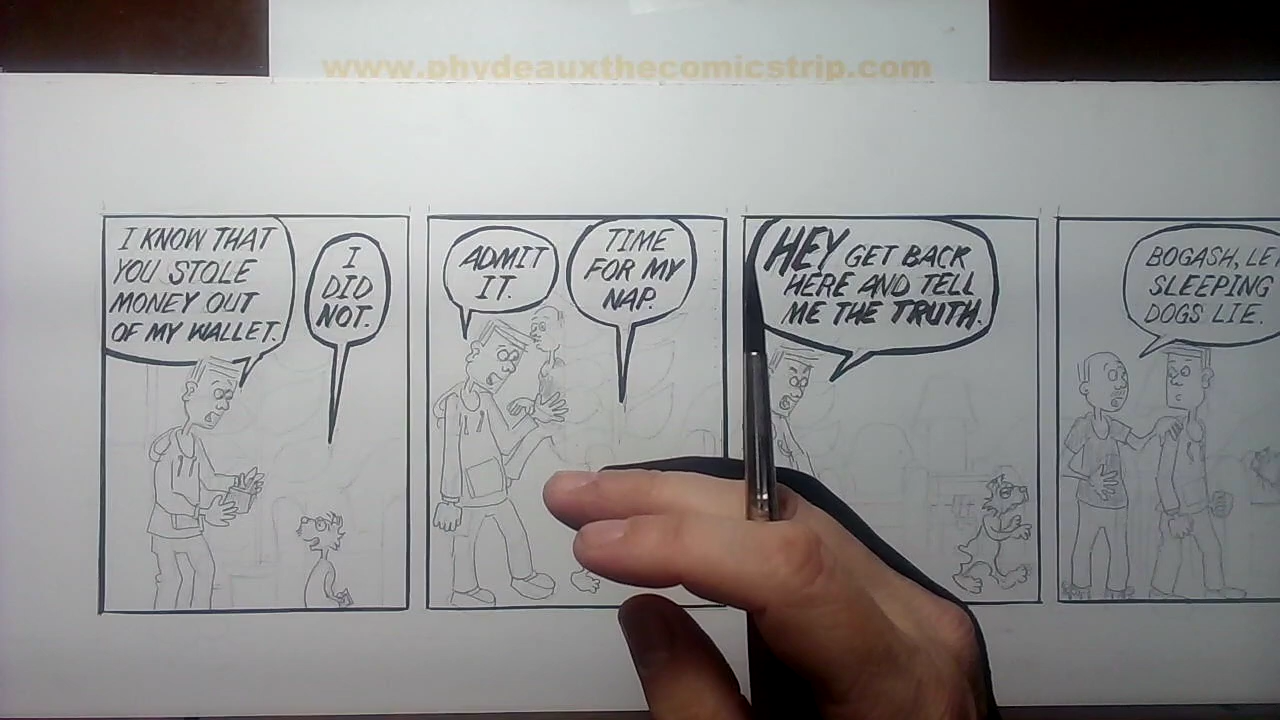 www.phydeauxthecomicstrip.com
I KNOW THAT
YOU STOLE
MONEY OUT
OF MY WALLET.
I
DID
NOT.
ADMIT
IT.
TIME
FOR MY
NAP.
HEY GET BACK
HERE AND TELL
ME THE TRUTH.
BOGASH, LET
SLEEPING
DOGS LIE.